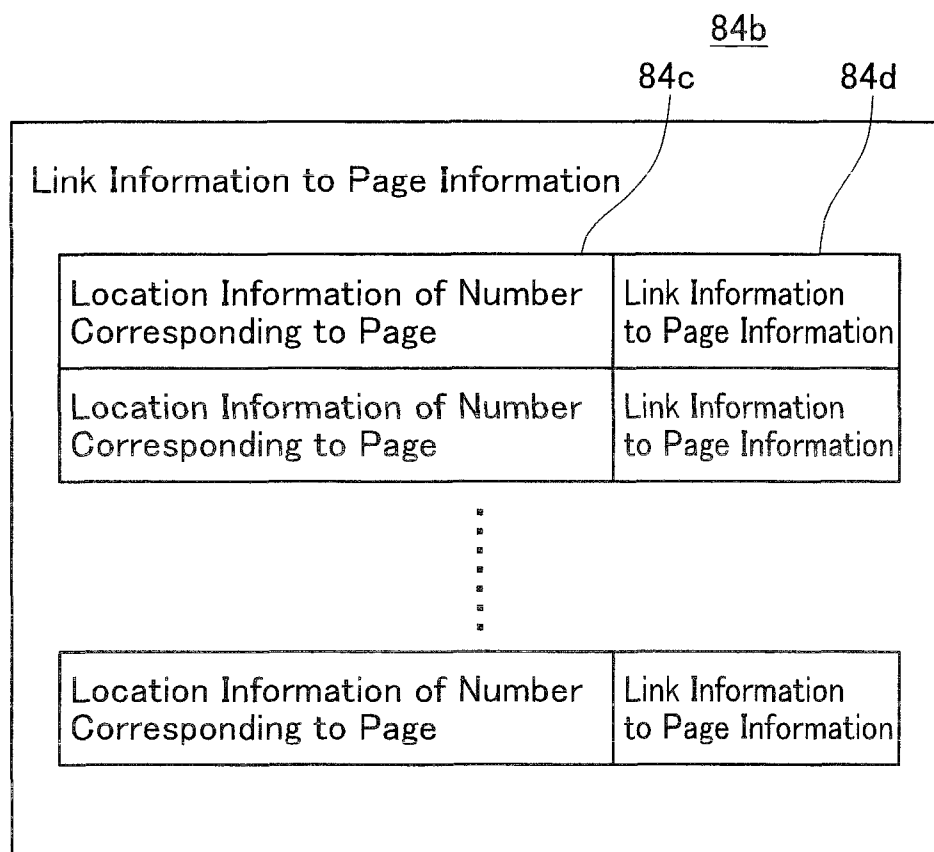 84b
84c 84d
Link Information to Page Information
Location Information of Number
Corresponding to Page
Link Information
to Page Information
Location Information of Number
Corresponding to Page
Link Information
to Page Information
Location Information of Number
Corresponding to Page
Link Information
to Page Information